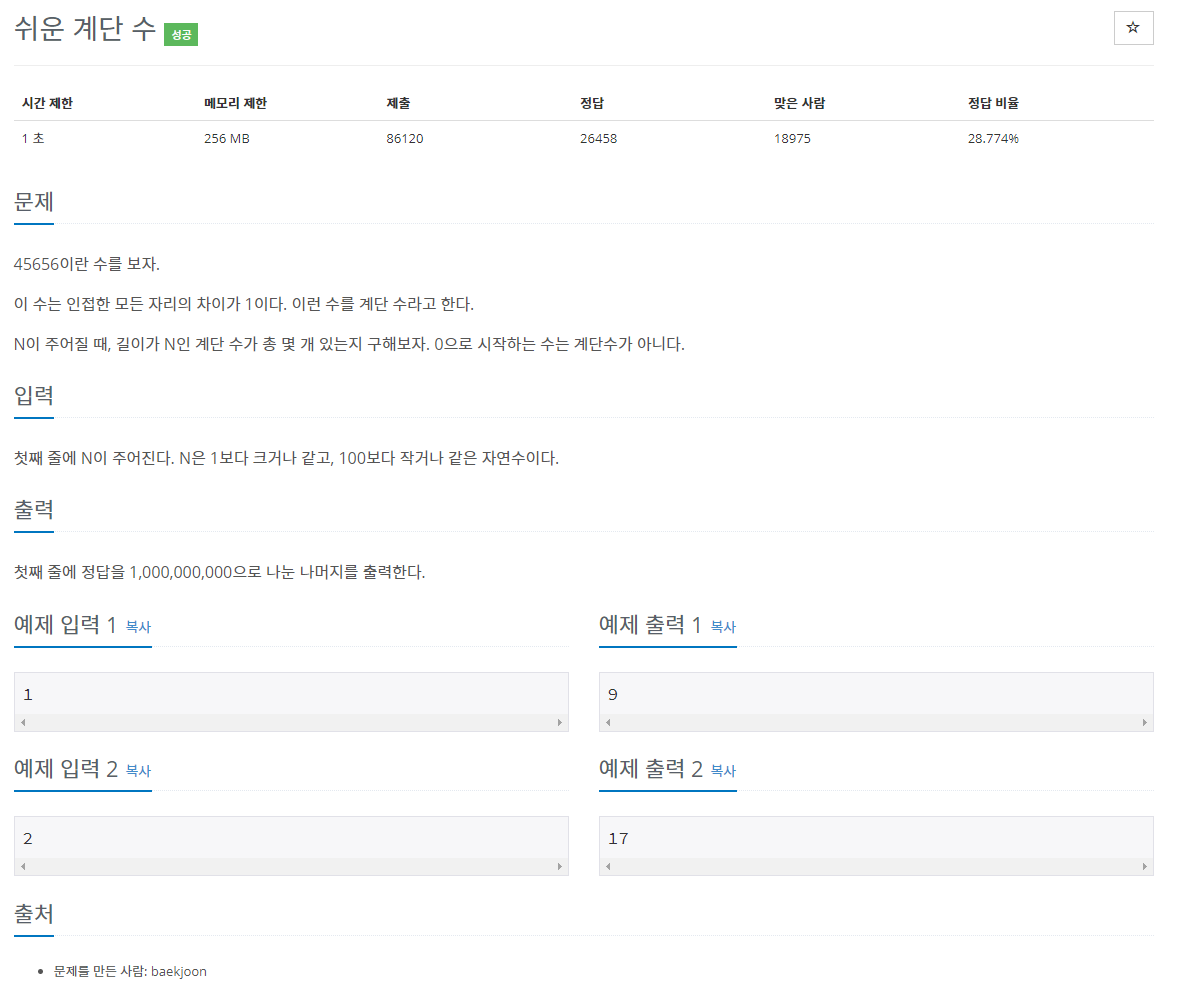 쉬운 계단 수 성공
☆
시간 제한 메모리 제한 제출 정답 맞은 사람 정답 비율
1 초 256 MB 86120 26458 18975 28.774%
문제
45656이란 수를 보자.
이 수는 인접한 모든 자리의 차이가 1이다. 이런 수를 계단 수라고 한다.
N이 주어질 때, 길이가 N인 계단 수가 총 몇 개 있는지 구해보자. 0으로 시작하는 수는 계단수가 아니다.
입력
첫째 줄에 N이 주어진다. N은 1보다 크거나 같고, 100보다 작거나 같은 자연수이다.
출력
첫째 줄에 정답을 1,000,000,000으로 나눈 나머지를 출력한다.
예제 입력 1 복사
1
예제 출력 1 복사
9
예제 입력 2 복사
2
예제 출력 2 복사
17
출처
• 문제를 만든 사람: baekjoon